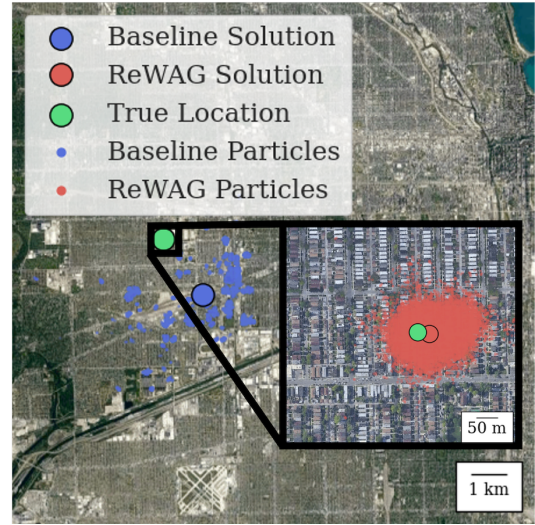 Baseline Solution
ReWAG Solution
True Location
Baseline Particles
ReWAG Particles
50 m
1 km